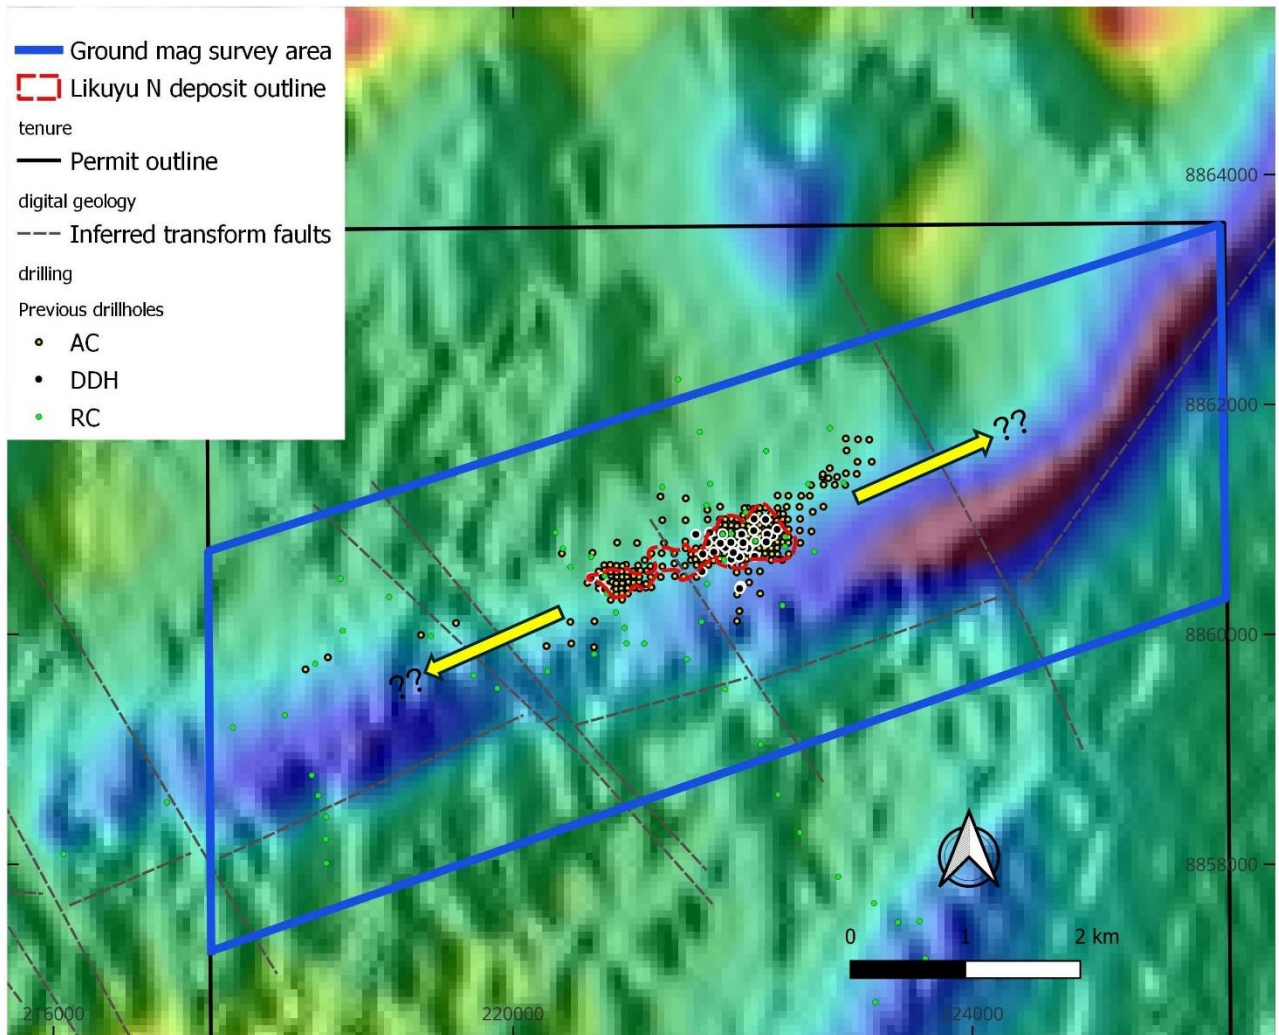 Ground mag survey area
Likuyu N deposit outline
tenure
Permit outline
digital geology
Inferred transform faults
drilling
Previous drillholes
AC
DDH
RC
8864000
8862000
??
??
8860000
8858000
0 1 2 km
216000 220000 224000